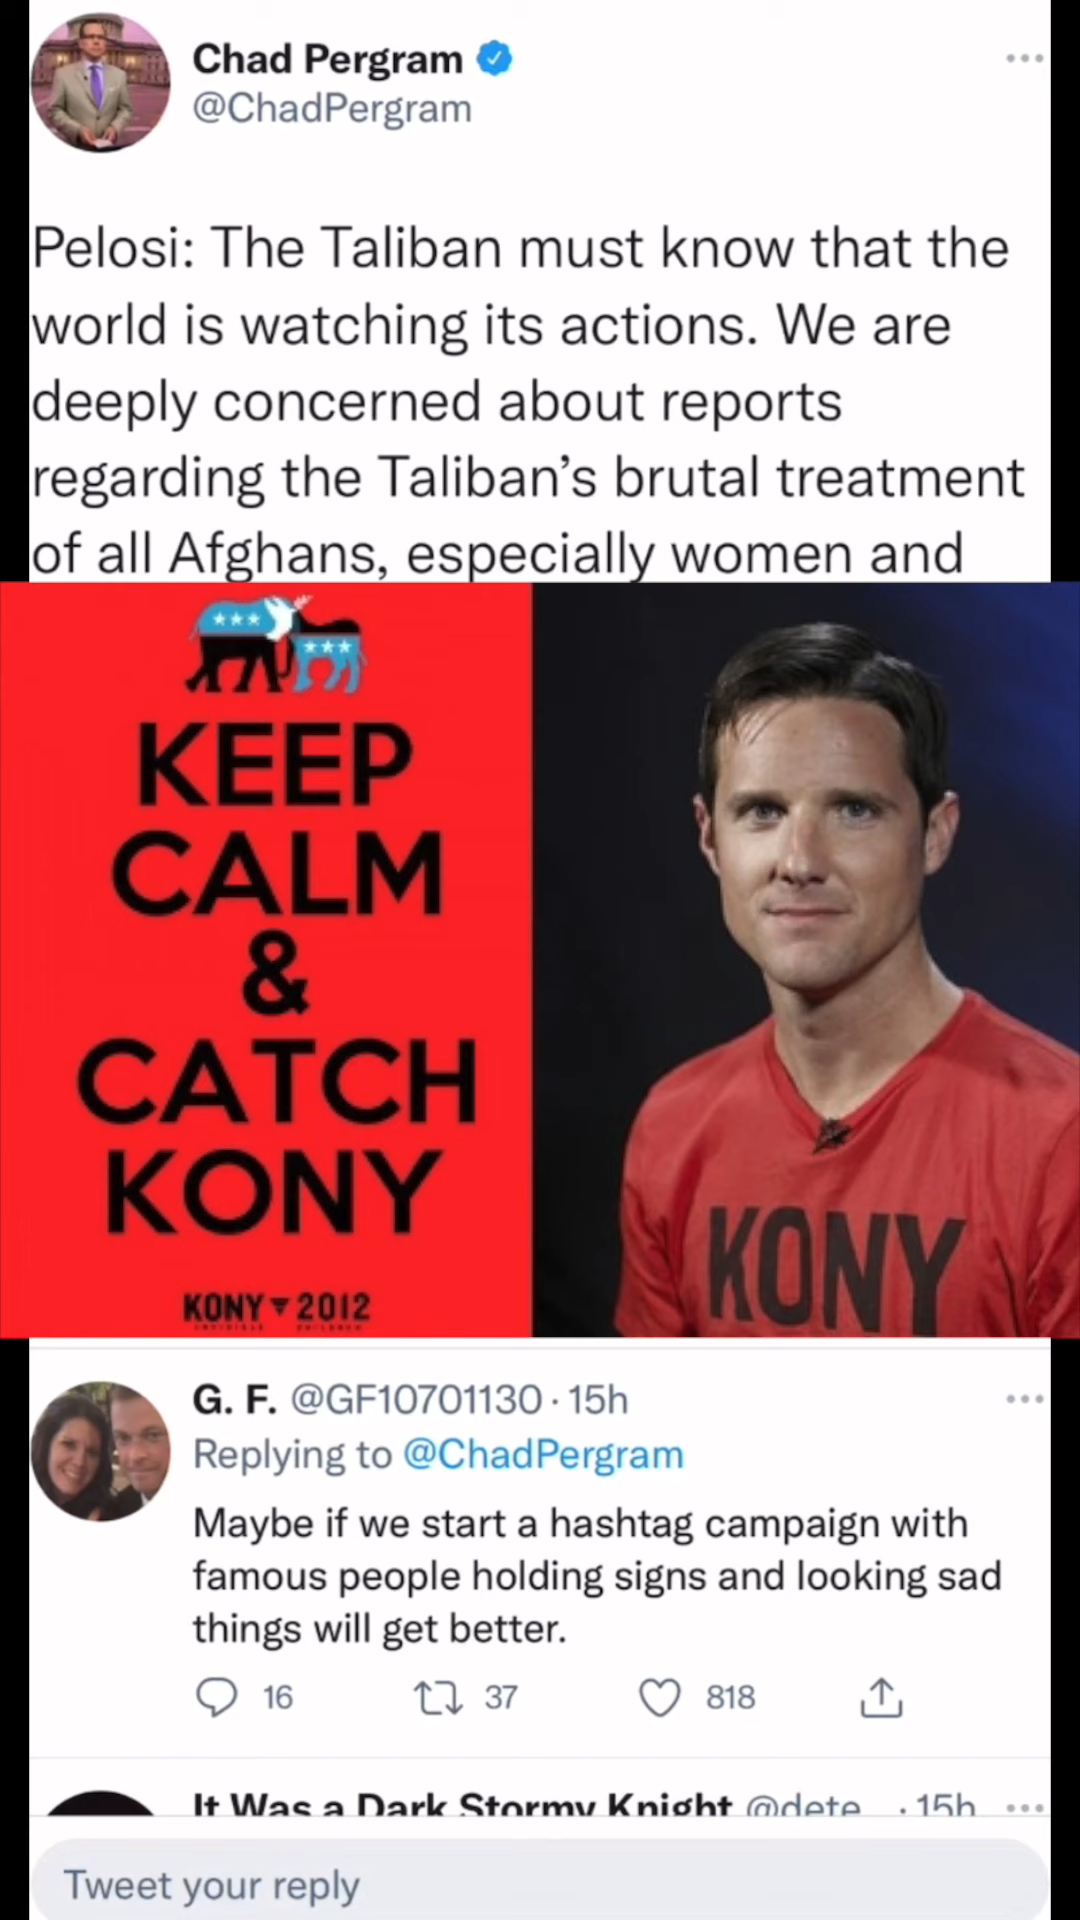 Chad Pergram
@ChadPergram
Pelosi: The Taliban must know that the
world is watching its actions. We are
deeply concerned about reports
regarding the Taliban’s brutal treatment
of all Afghans, especially women and
KEEP
CALM
&
CATCH
KONY
KONY 2012
KONY
G. F. @GF10701130 · 15h
Replying to @ChadPergram
Maybe if we start a hashtag campaign with
famous people holding signs and looking sad
things will get better.
16 37 818
It Was a Dark Stormy Knight @dete · 15h
Tweet your reply